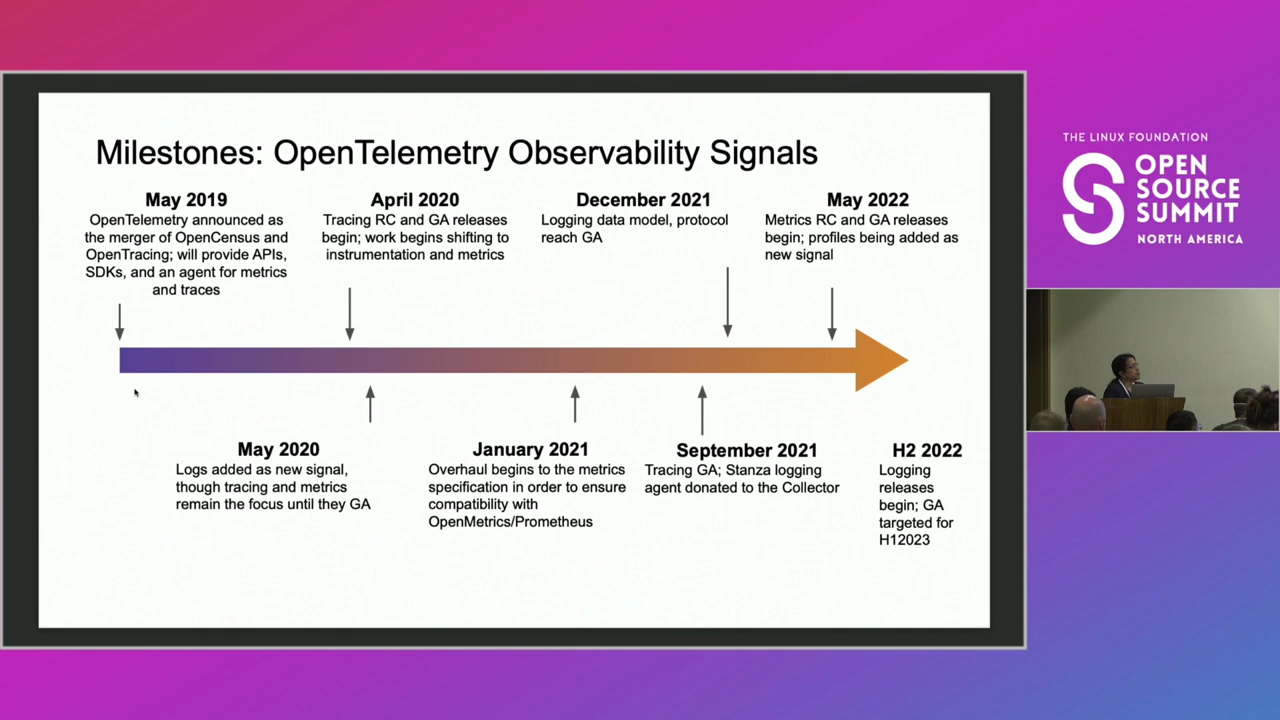 Milestones: OpenTelemetry Observability Signals
May 2019
OpenTelemetry announced as
the merger of OpenCensus and
OpenTracing; will provide APIs,
SDKs, and an agent for metrics
and traces
April 2020
Tracing RC and GA releases
begin; work begins shifting to
instrumentation and metrics
December 2021
Logging data model, protocol
reach GA
May 2022
Metrics RC and GA releases
begin; profiles being added as
new signal
May 2020
Logs added as new signal,
though tracing and metrics
remain the focus until they GA
January 2021
Overhaul begins to the metrics
specification in order to ensure
compatibility with
OpenMetrics/Prometheus
September 2021
Tracing GA; Stanza logging
agent donated to the Collector
H2 2022
Logging
releases
begin; GA
targeted for
H12023
THE LINUX FOUNDATION
OPEN
SOURCE
SUMMIT
NORTH AMERICA